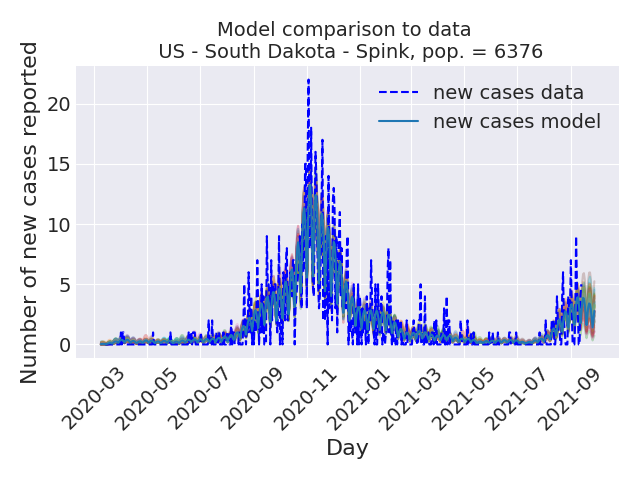 Model comparison to data
US - South Dakota - Spink, pop. = 6376
Number of new cases reported
20
15
10
5
0
new cases data
new cases model
2020-03
2020-05
2020-07
2020-09
2020-11
2021-01
2021-03
2021-05
2021-07
2021-09
Day